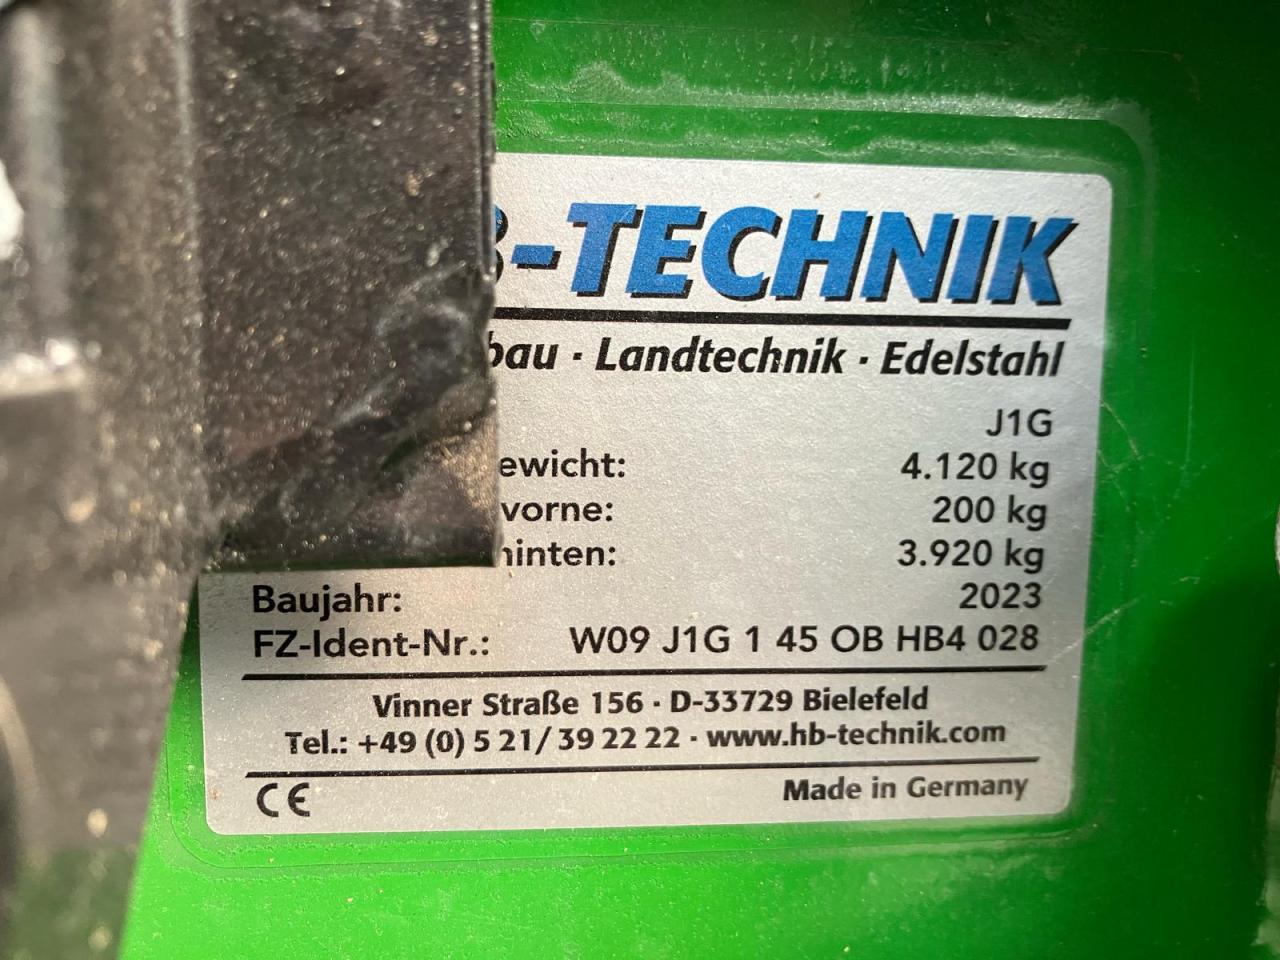 B-TECHNIK
bau · Landtechnik · Edelstahl
J1G
ewicht: 4.120 kg
vorne: 200 kg
hinten: 3.920 kg
Baujahr: 2023
FZ-Ident-Nr.: W09 J1G 1 45 OB HB4 028
Vinner Straße 156 · D-33729 Bielefeld
Tel.: +49 (0) 5 21/ 39 22 22 · www.hb-technik.com
CE Made in Germany